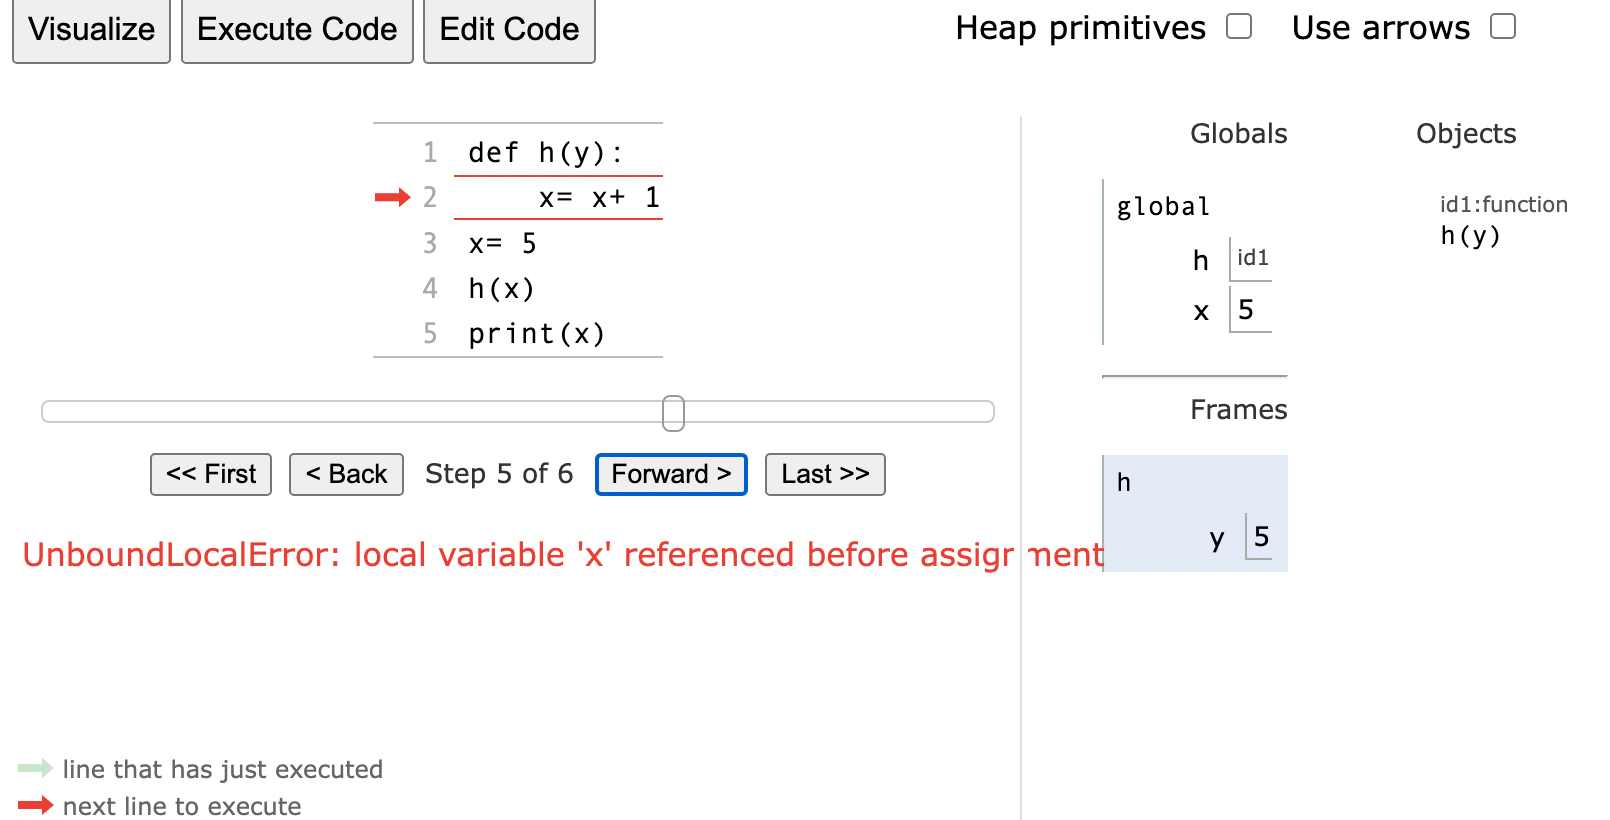 Visualize Execute Code Edit Code Heap primitives Use arrows
1 def h(y):
2 x= x+ 1
3 x= 5
4 h(x)
5 print(x)
<< First < Back Step 5 of 6 Forward > Last >>
UnboundLocalError: local variable 'x' referenced before assignment
line that has just executed
next line to execute
Globals Objects
global id1:function
h(y)
h id1
x 5
Frames
h
y 5